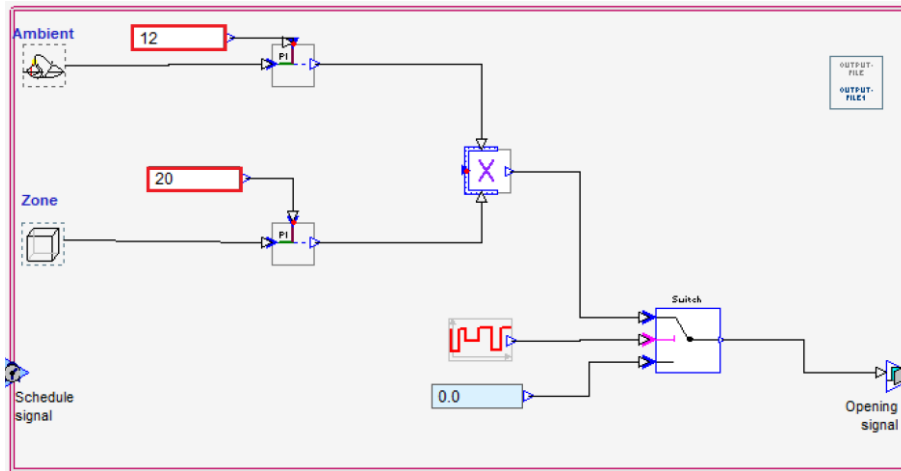 Ambient
12
PI
OUTPUT-
FILE
OUTPUT-
FILE1
20
X
Zone
PI
Switch
0.0
Schedule
signal
Opening
signal